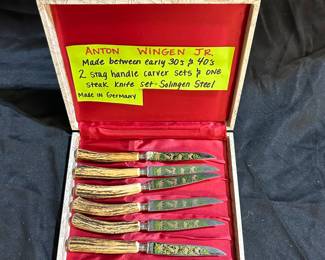 ANTON WINGEN JR.
Made between early 30's & 40's
2 stag handle carver sets & one
steak knife set - Solingen Steel
Made in Germany